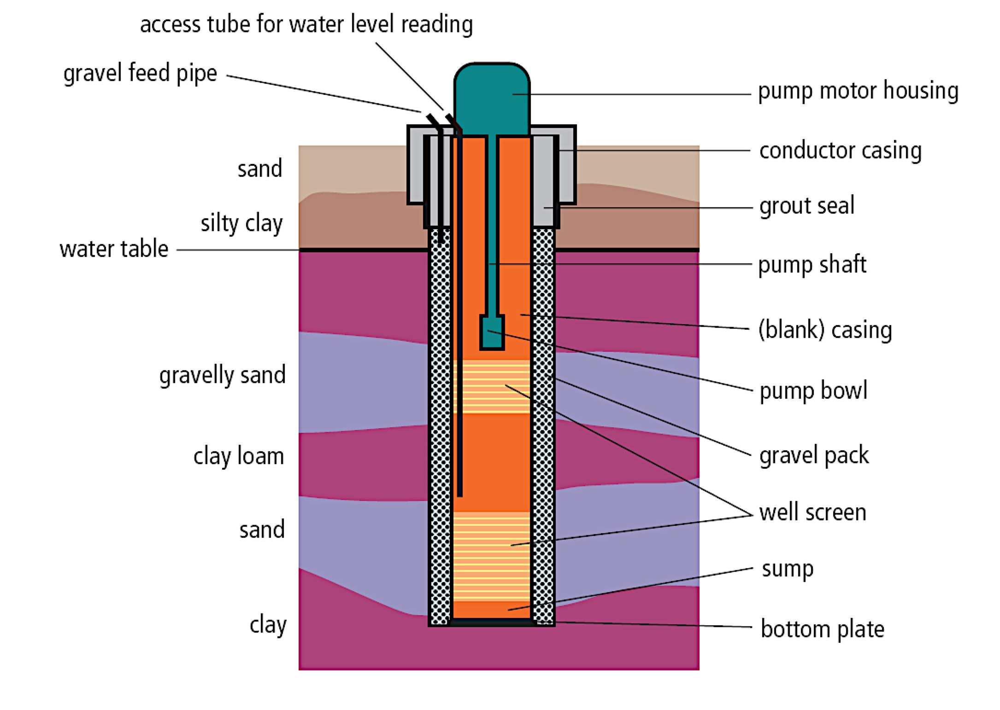 access tube for water level reading
gravel feed pipe
pump motor housing
conductor casing
sand
grout seal
silty clay
water table
pump shaft
(blank) casing
gravelly sand
pump bowl
clay loam
gravel pack
well screen
sand
sump
clay
bottom plate